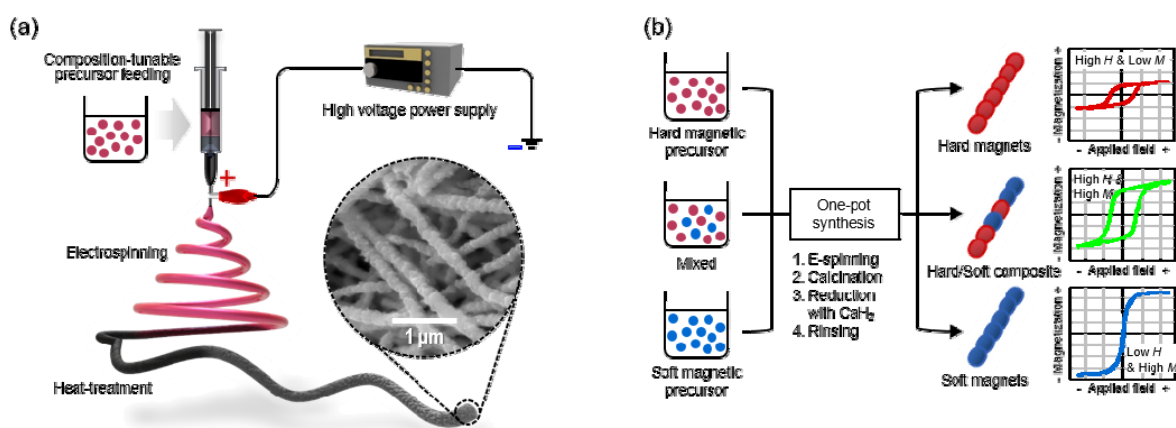 (a)
Composition-tunable
precursor feeding
High voltage power supply
+
Electrospinning
1 μm
Heat-treatment
(b)
Hard magnetic
precursor
Mixed
Soft magnetic
precursor
One-pot
synthesis
1. E-spinning
2. Calcination
3. Reduction
with CaH₂
4. Rinsing
Hard magnets
Hard/Soft composite
Soft magnets
High H & Low M
- Magnetization +
- Applied field +
High H &
High M
- Magnetization +
- Applied field +
Low H
& High M
- Magnetization +
- Applied field +